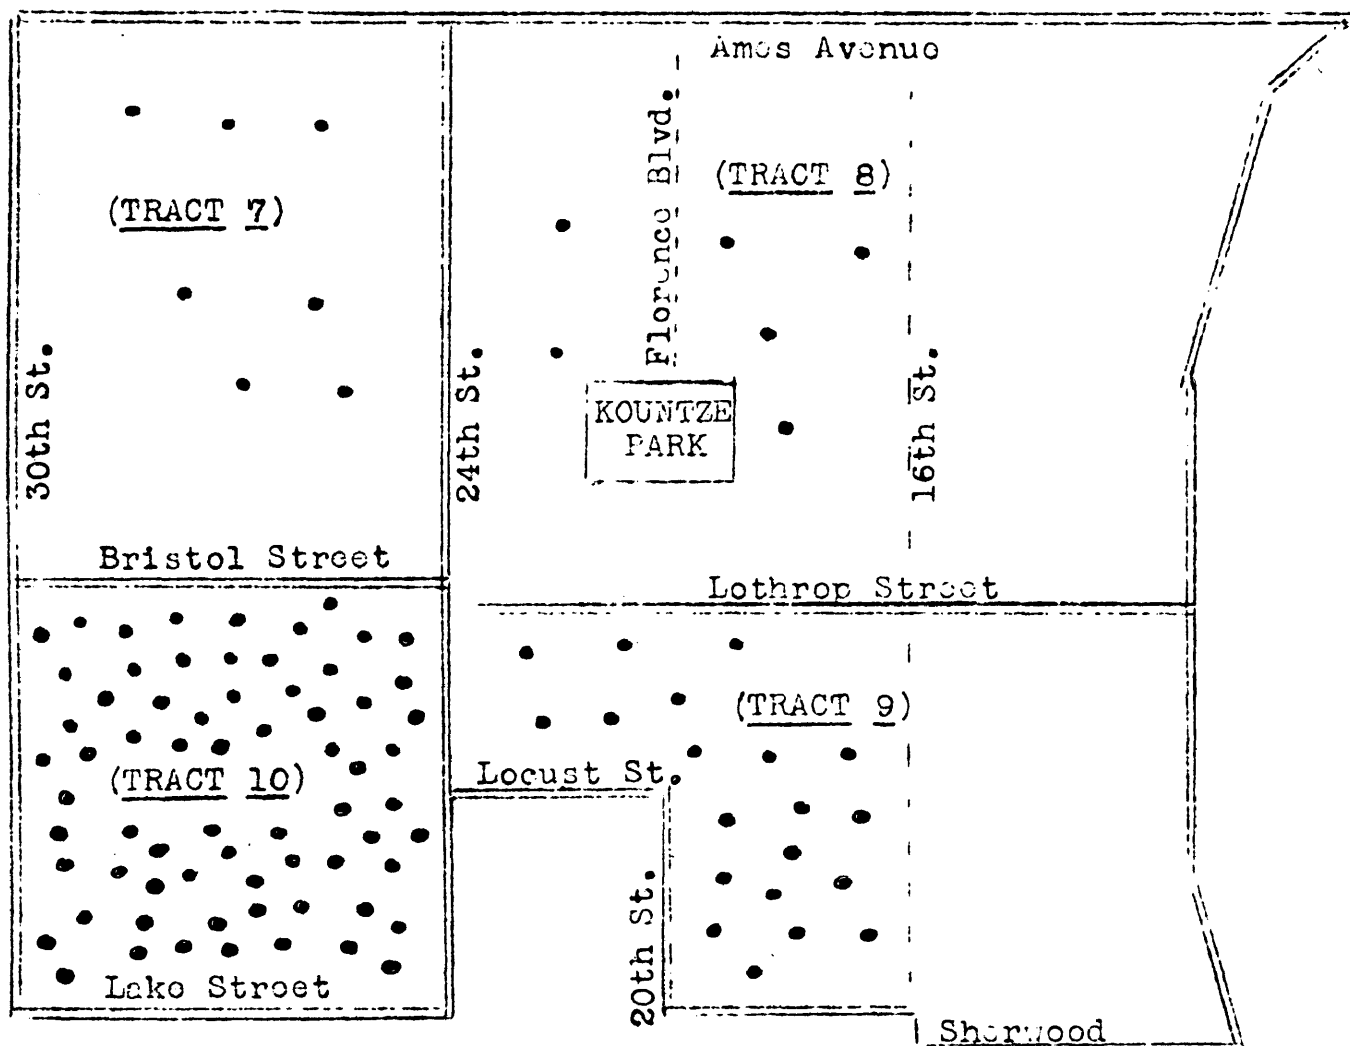 Ames Avenue
Florence Blvd.
(TRACT 8)
(TRACT 7)
30th St.
24th St.
16th St.
KOUNTZE
PARK
Bristol Street
Lothrop Street
(TRACT 9)
Locust St.
(TRACT 10)
20th St.
Lake Street
Sherwood